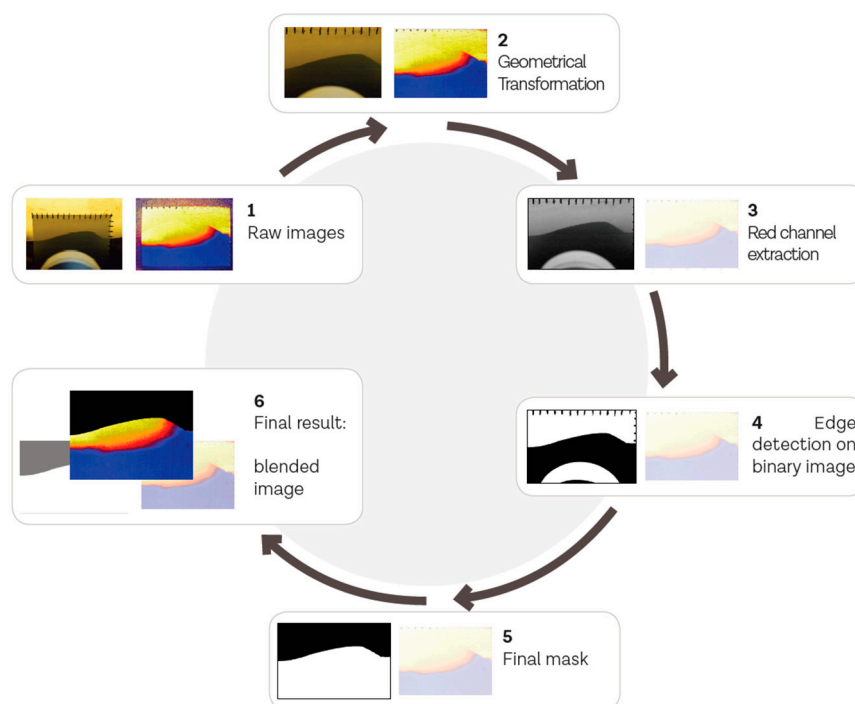 1
Raw images
2
Geometrical
Transformation
3
Red channel
extraction
4 Edge
detection on
binary image
5
Final mask
6
Final result:
blended
image